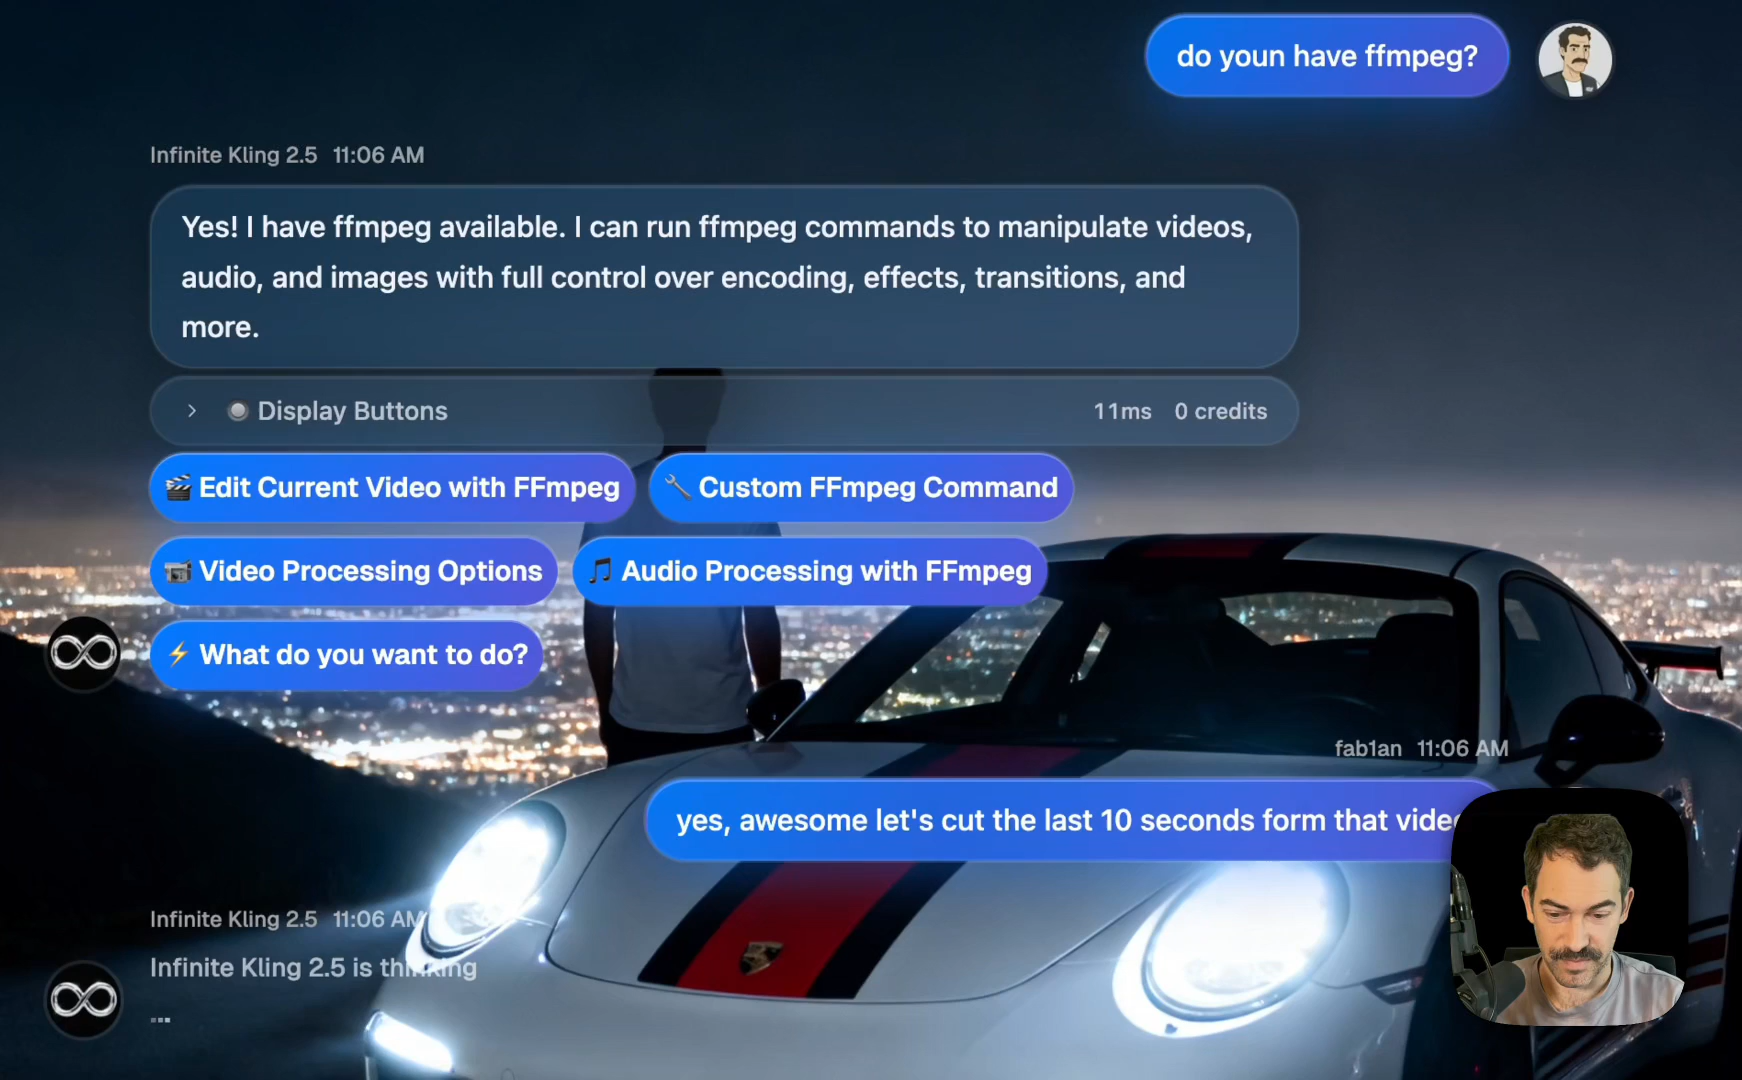 do youn have ffmpeg?
Infinite Kling 2.5 11:06 AM
Yes! I have ffmpeg available. I can run ffmpeg commands to manipulate videos,
audio, and images with full control over encoding, effects, transitions, and
more.
Display Buttons 11ms 0 credits
Edit Current Video with FFmpeg Custom FFmpeg Command
Video Processing Options Audio Processing with FFmpeg
What do you want to do?
fab1an 11:06 AM
yes, awesome let's cut the last 10 seconds form that
Infinite Kling 2.5 11:06 AM
Infinite Kling 2.5 is thinking
...